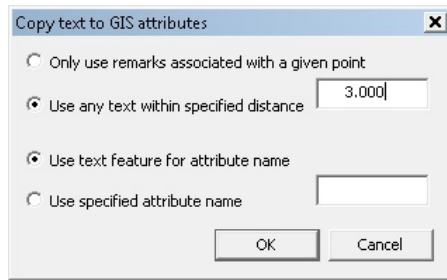 Copy text to GIS attributes
Only use remarks associated with a given point
Use any text within specified distance 3.000
Use text feature for attribute name
Use specified attribute name
OK Cancel